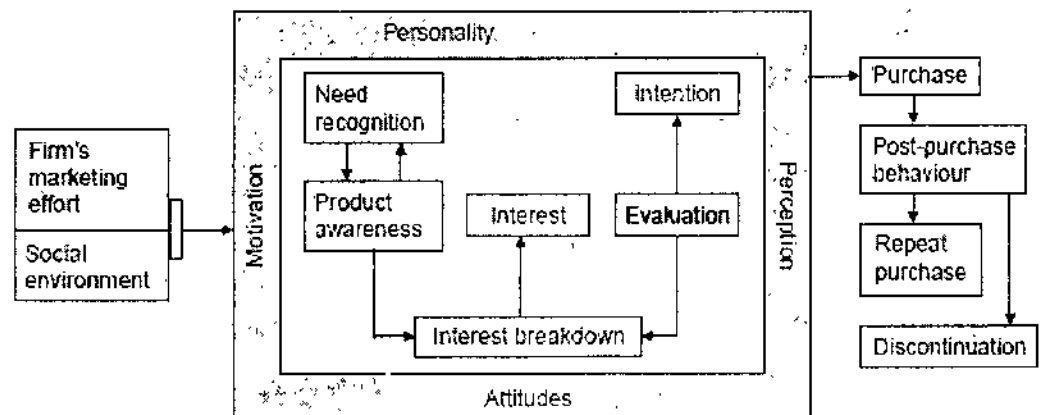 Personality
Need
recognition
Intention
Purchase
Firm's
marketing
effort
Social
environment
Motivation
Product
awareness
Interest
Evaluation
Perception
Post-purchase
behaviour
Repeat
purchase
Interest breakdown
Discontinuation
Attitudes